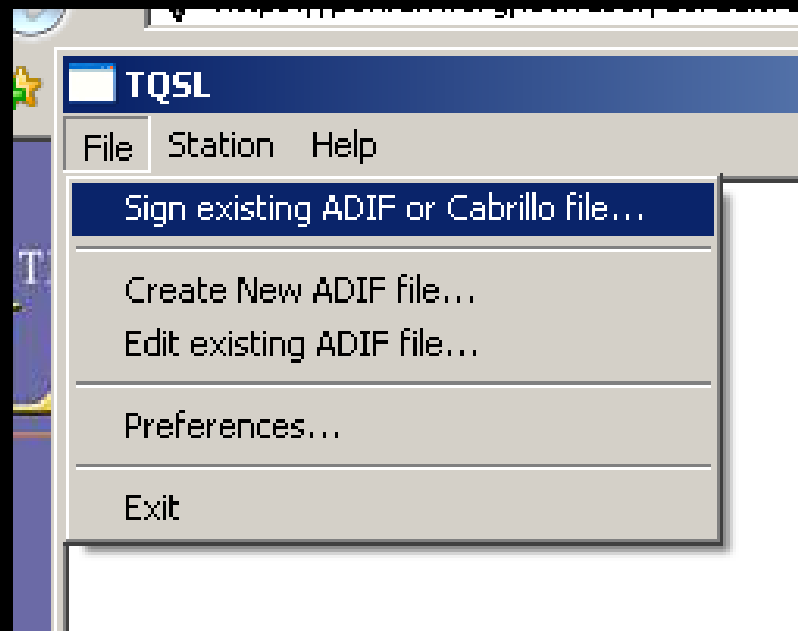 TQSL
File Station Help
Sign existing ADIF or Cabrillo file...
Create New ADIF file...
Edit existing ADIF file...
Preferences...
Exit
T